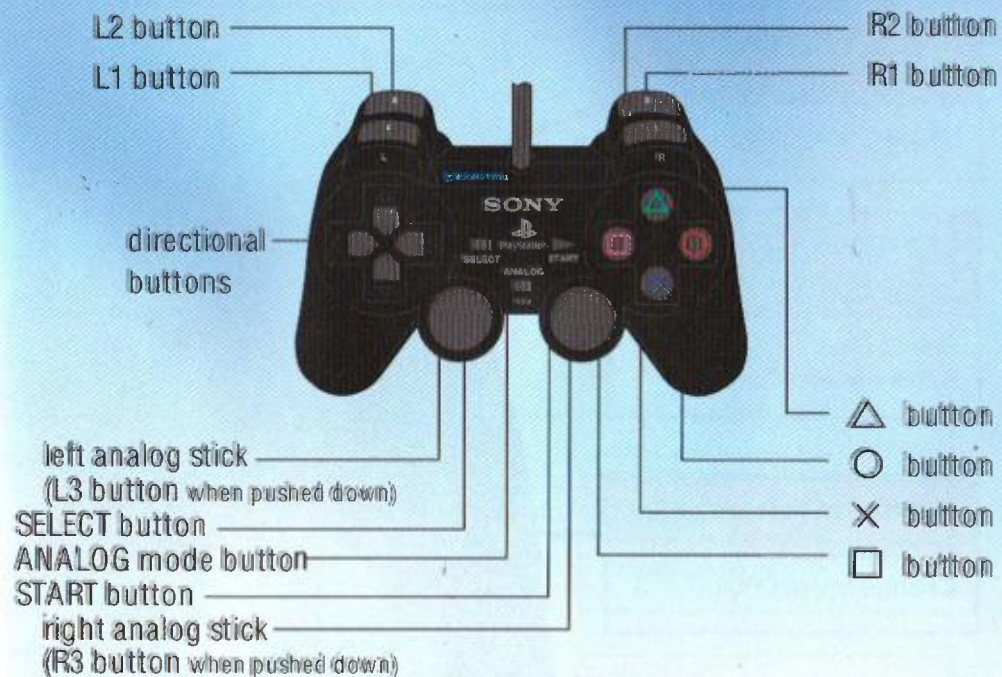 L2 button
R2 button
L1 button
R1 button
SONY
PlayStation
SELECT
START
ANALOG
directional
buttons
△ button
○ button
× button
□ button
left analog stick
(L3 button when pushed down)
SELECT button
ANALOG mode button
START button
right analog stick
(R3 button when pushed down)